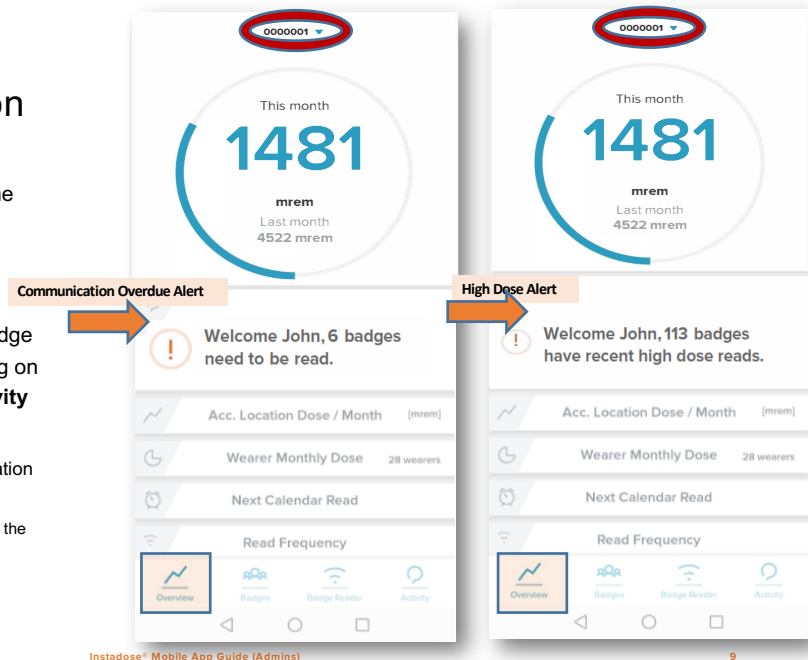 on
ne
dge
g on
vity
ation
the
Communication Overdue Alert
0000001
This month
1481
mrem
Last month
4522 mrem
!
Welcome John, 6 badges
need to be read.
Acc. Location Dose / Month [mrem]
Wearer Monthly Dose 28 wearers
Next Calendar Read
Read Frequency
Overview Badges Badge Reader Activity
High Dose Alert
0000001
This month
1481
mrem
Last month
4522 mrem
!
Welcome John, 113 badges
have recent high dose reads.
Acc. Location Dose / Month [mrem]
Wearer Monthly Dose 28 wearers
Next Calendar Read
Read Frequency
Overview Badges Badge Reader Activity
Instadose® Mobile App Guide (Admins) 9